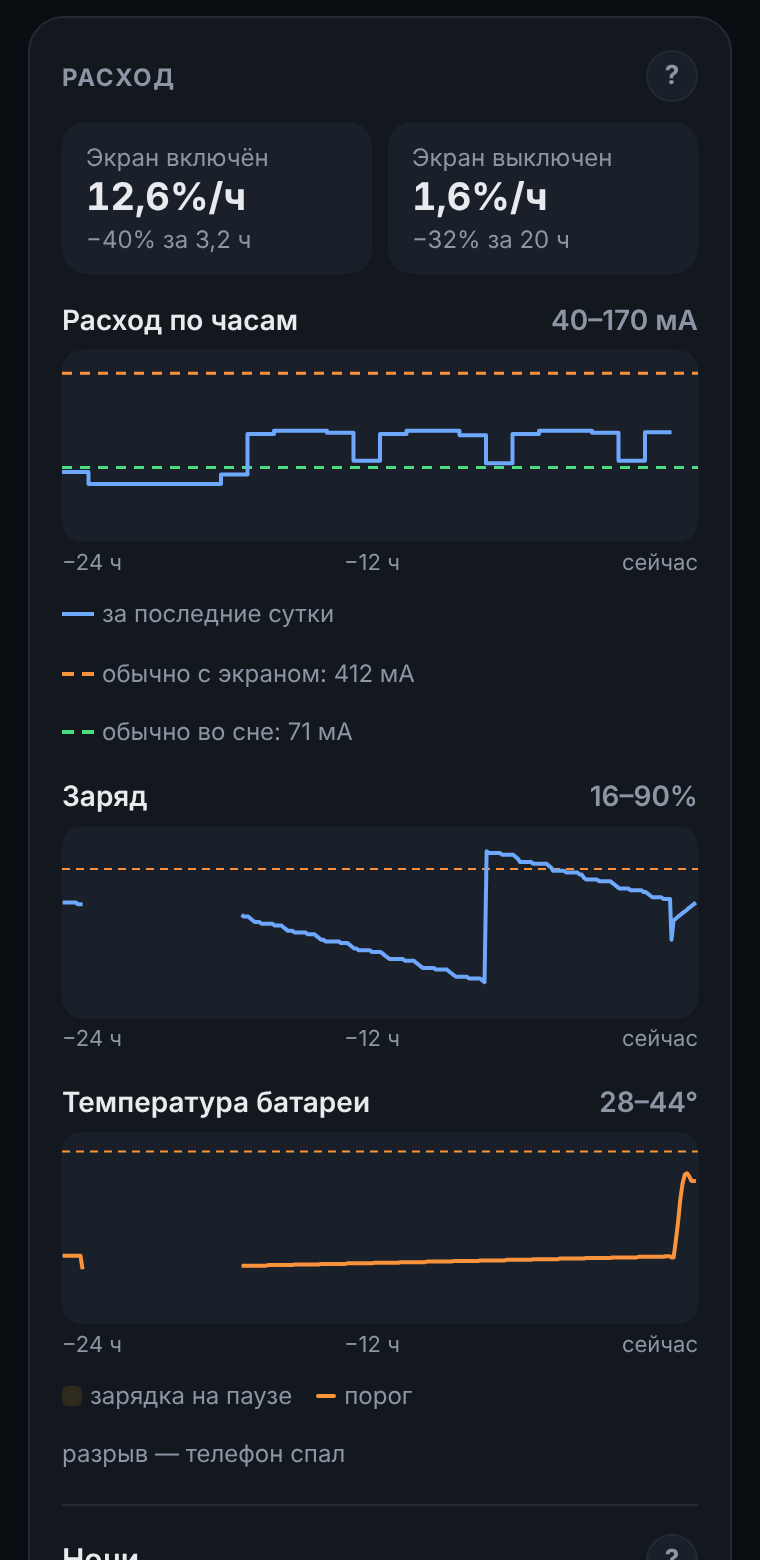 РАСХОД
?
Экран включён
12,6%/ч
−40% за 3,2 ч
Экран выключен
1,6%/ч
−32% за 20 ч
Расход по часам
40–170 мА
−24 ч
−12 ч
сейчас
за последние сутки
обычно с экраном: 412 мА
обычно во сне: 71 мА
Заряд
16–90%
−24 ч
−12 ч
сейчас
Температура батареи
28–44°
−24 ч
−12 ч
сейчас
зарядка на паузе
порог
разрыв — телефон спал
Ночи
?